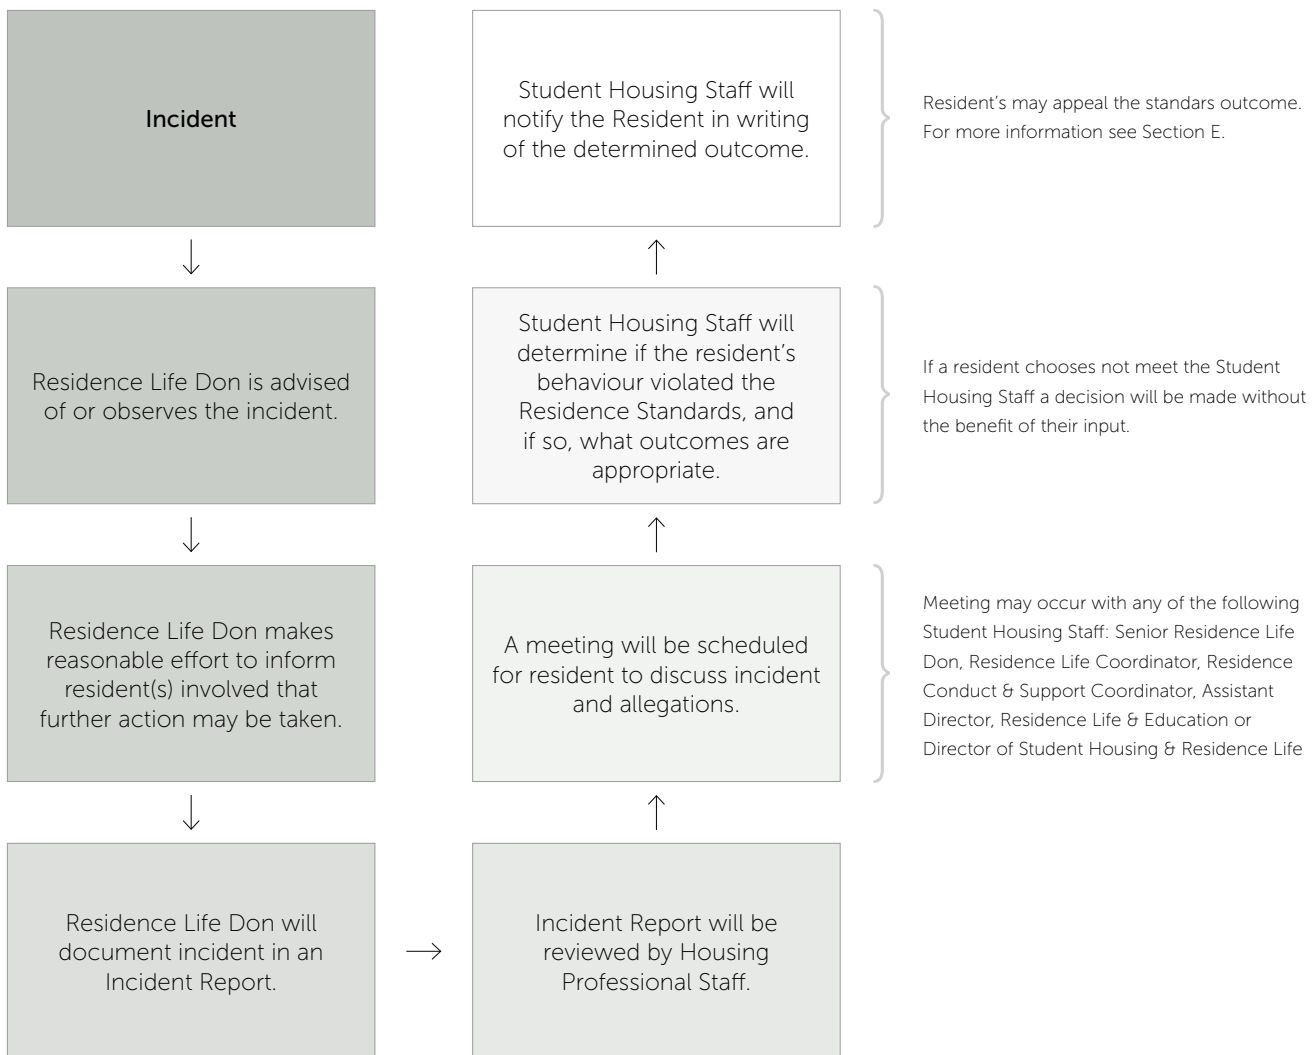 Incident
Residence Life Don is advised
of or observes the incident.
Residence Life Don makes
reasonable effort to inform
resident(s) involved that
further action may be taken.
Residence Life Don will
document incident in an
Incident Report.
Incident Report will be
reviewed by Housing
Professional Staff.
A meeting will be scheduled
for resident to discuss incident
and allegations.
Meeting may occur with any of the following
Student Housing Staff: Senior Residence Life
Don, Residence Life Coordinator, Residence
Conduct & Support Coordinator, Assistant
Director, Residence Life & Education or
Director of Student Housing & Residence Life
Student Housing Staff will
determine if the resident's
behaviour violated the
Residence Standards, and
if so, what outcomes are
appropriate.
If a resident chooses not meet the Student
Housing Staff a decision will be made without
the benefit of their input.
Student Housing Staff will
notify the Resident in writing
of the determined outcome.
Resident's may appeal the standars outcome.
For more information see Section E.